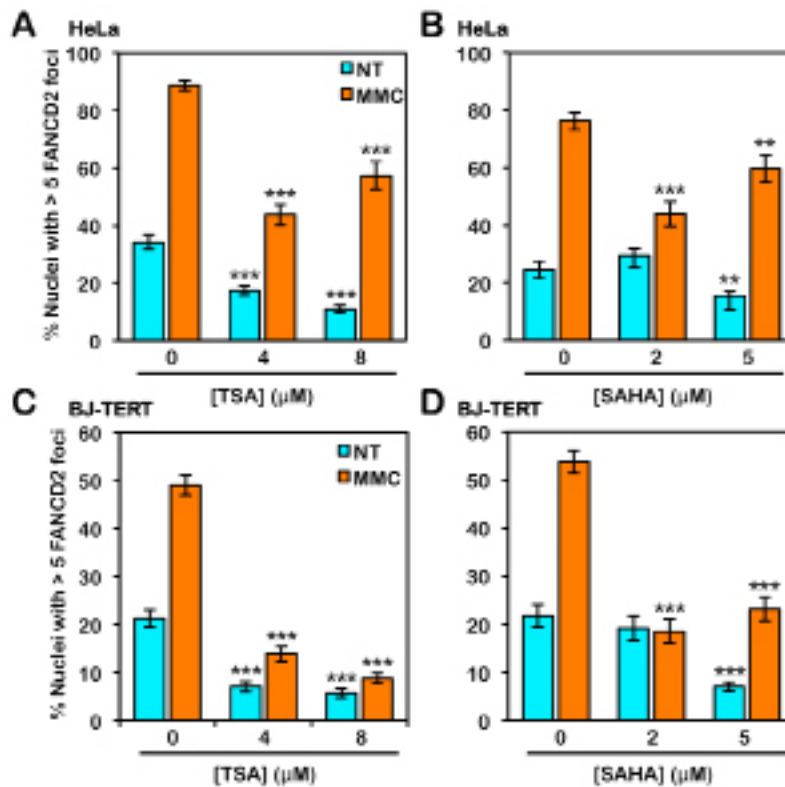 A HeLa
% Nuclei with > 5 FANCD2 foci
100
80
60
40
20
0
NT
MMC
***
***
***
***
0 4 8
[TSA] (μM)
B HeLa
100
80
60
40
20
0
***
**
**
0 2 5
[SAHA] (μM)
C BJ-TERT
% Nuclei with > 5 FANCD2 foci
60
50
40
30
20
10
0
NT
MMC
***
***
***
***
0 4 8
[TSA] (μM)
D BJ-TERT
60
50
40
30
20
10
0
***
***
***
0 2 5
[SAHA] (μM)